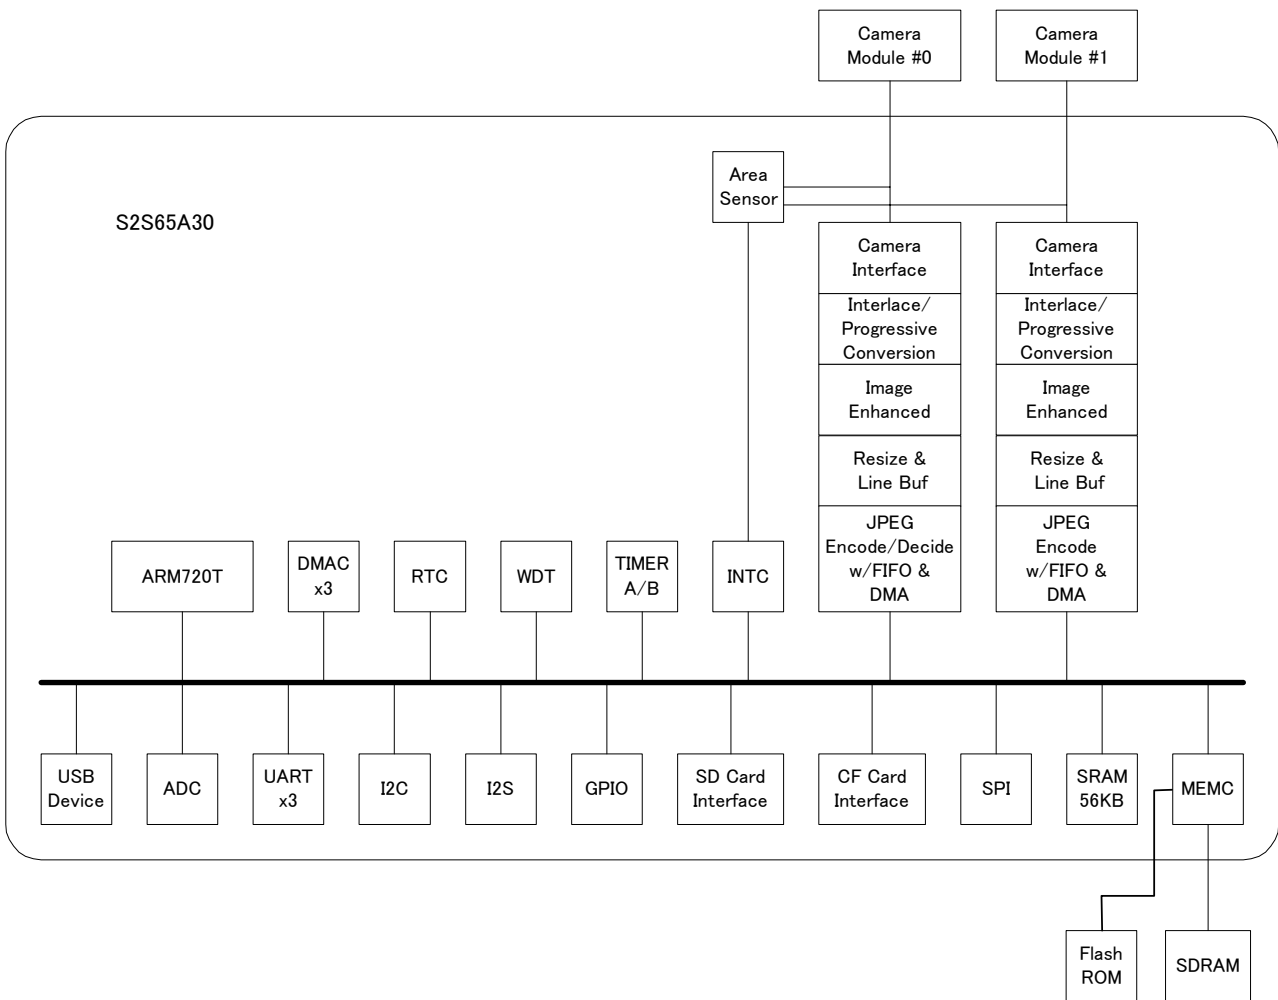 Camera
Module #0
Camera
Module #1
Area
Sensor
S2S65A30
Camera
Interface
Camera
Interface
Interlace/
Progressive
Conversion
Interlace/
Progressive
Conversion
Image
Enhanced
Image
Enhanced
Resize &
Line Buf
Resize &
Line Buf
ARM720T
DMAC
x3
RTC
WDT
TIMER
A/B
INTC
JPEG
Encode/Decide
w/FIFO &
DMA
JPEG
Encode
w/FIFO &
DMA
USB
Device
ADC
UART
x3
I2C
I2S
GPIO
SD Card
Interface
CF Card
Interface
SPI
SRAM
56KB
MEMC
Flash
ROM
SDRAM